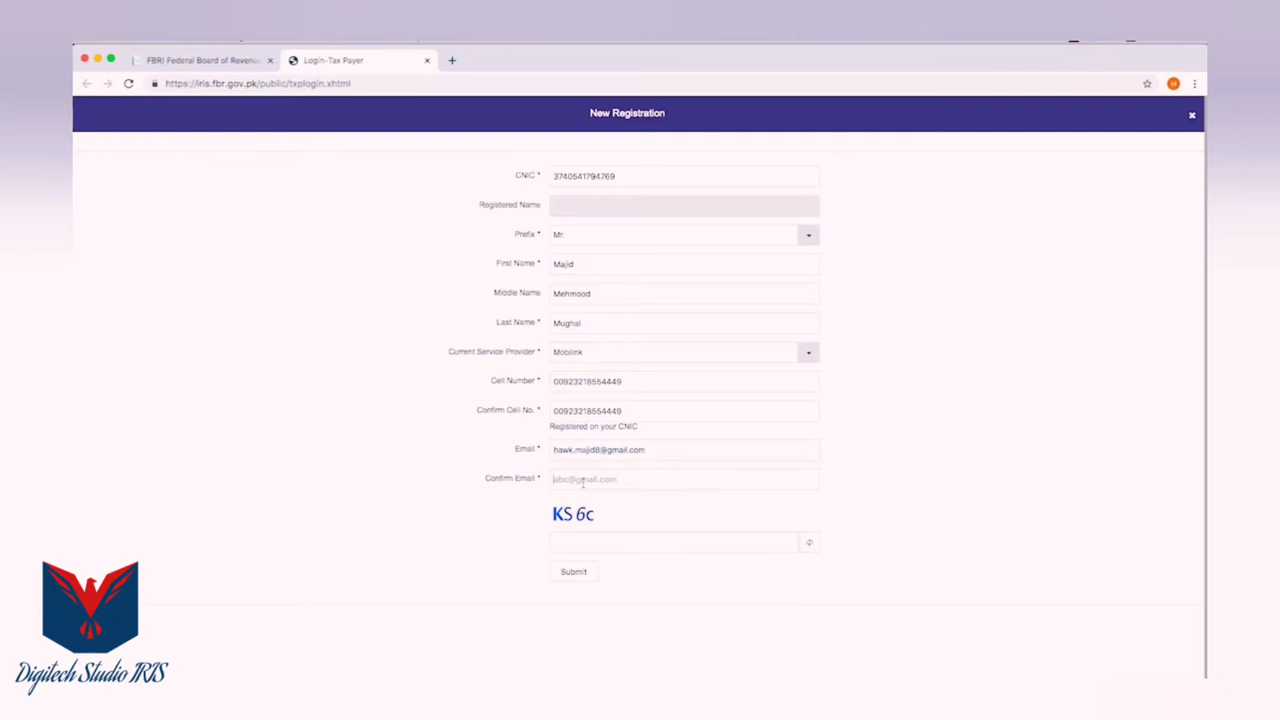 FBR| Federal Board of Revenu
Login-Tax Payer
https://iris.fbr.gov.pk/public/txplogin.xhtml
H
New Registration
CNIC * 3740541794769
Registered Name
Prefix * Mr.
First Name * Majid
Middle Name Mehmood
Last Name * Mughal
Current Service Provider * Mobilink
Cell Number * 00923218554449
Confirm Cell No. * 00923218554449
Registered on your CNIC
Email * hawk.majid8@gmail.com
Confirm Email * abc@gmail.com
KS 6c
Submit
Digitech Studio IRIS